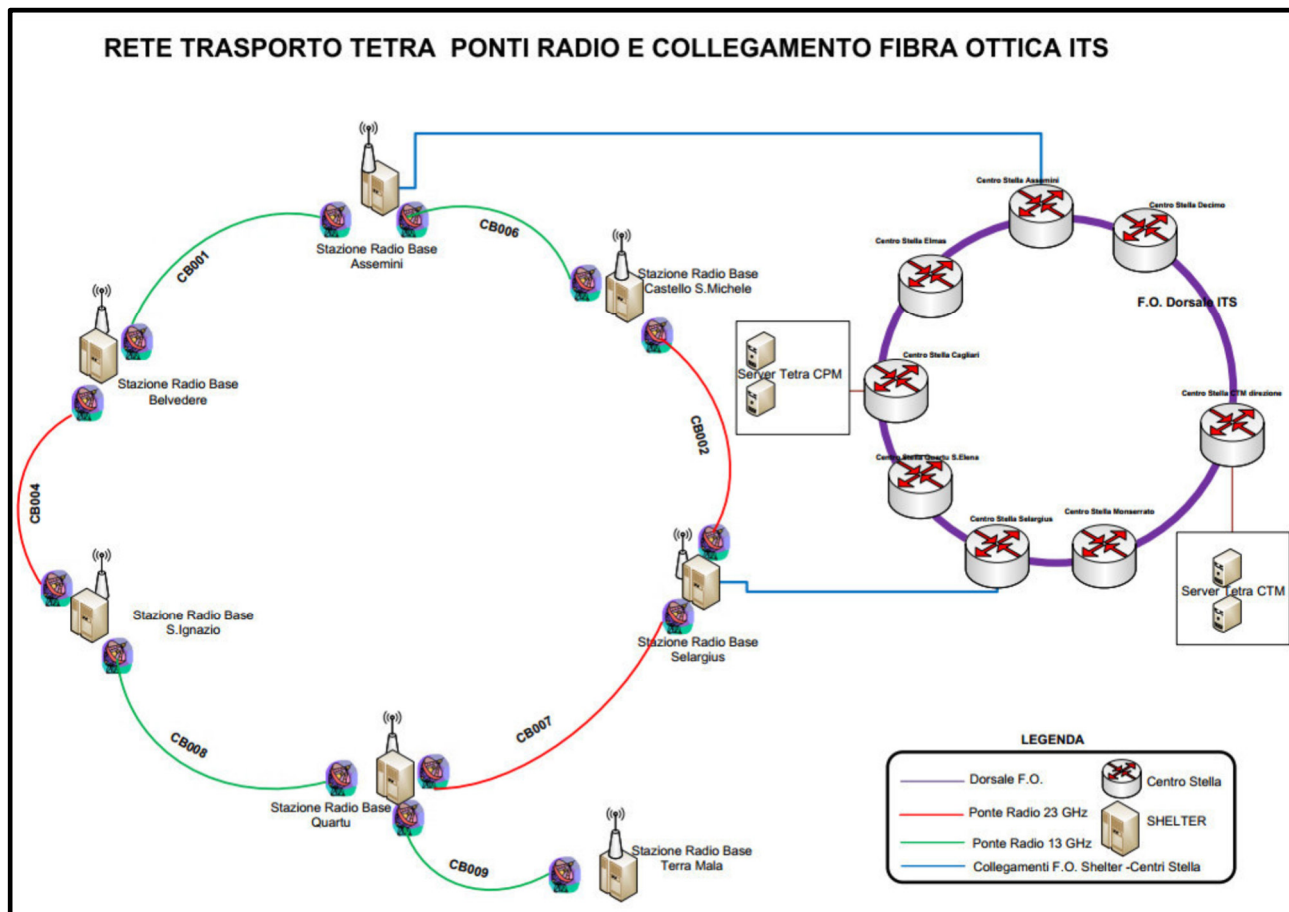 RETE TRASPORTO TETRA PONTI RADIO E COLLEGAMENTO FIBRA OTTICA ITS
Centro Stella Assemini
Centro Stella Decimo
Centro Stella Elmas
F.O. Dorsale ITS
Centro Stella Cagliari
Centro Stella CTM direzione
Centro Stella Quartu S.Elena
Centro Stella Selargius
Centro Stella Monserrato
Server Tetra CPM
Server Tetra CTM
Stazione Radio Base
Assemini
CB001
CB006
Stazione Radio Base
Castello S.Michele
Stazione Radio Base
Belvedere
CB002
CB004
Stazione Radio Base
S.Ignazio
Stazione Radio Base
Selargius
CB007
CB008
Stazione Radio Base
Quartu
CB009
Stazione Radio Base
Terra Mala
LEGENDA
Dorsale F.O.
Centro Stella
Ponte Radio 23 GHz
SHELTER
Ponte Radio 13 GHz
Collegamenti F.O. Shelter -Centri Stella